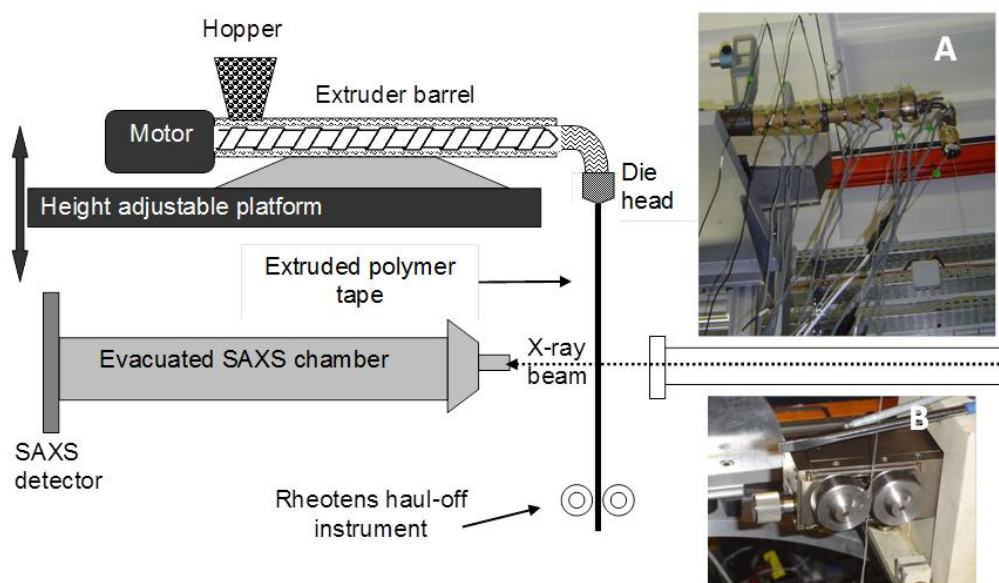 Hopper
A
Extruder barrel
Motor
Die
head
Height adjustable platform
Extruded polymer
tape
Evacuated SAXS chamber
X-ray
beam
B
SAXS
detector
Rheotens haul-off
instrument